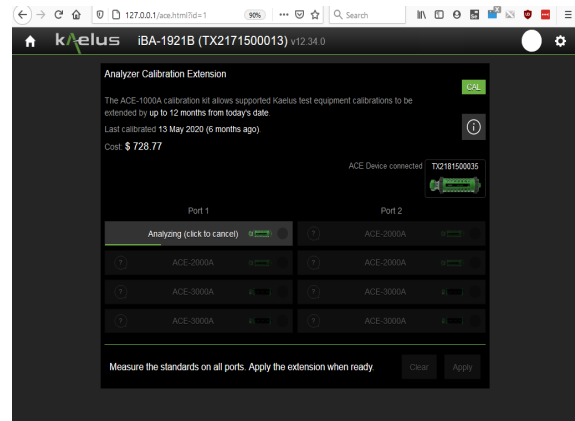 127.0.0.1/ace.html?id=1
90%
Search
kaelus
iBA-1921B (TX2171500013) v12.34.0
Analyzer Calibration Extension
CAL
The ACE-1000A calibration kit allows supported Kaelus test equipment calibrations to be
extended by up to 12 months from today's date.
Last calibrated 13 May 2020 (6 months ago).
Cost: $ 728.77
ACE Device connected
TX2181500035
Port 1
Port 2
Analyzing (click to cancel)
? ACE-2000A
? ACE-2000A
? ACE-2000A
? ACE-3000A
? ACE-3000A
? ACE-3000A
? ACE-3000A
Measure the standards on all ports. Apply the extension when ready.
Clear
Apply